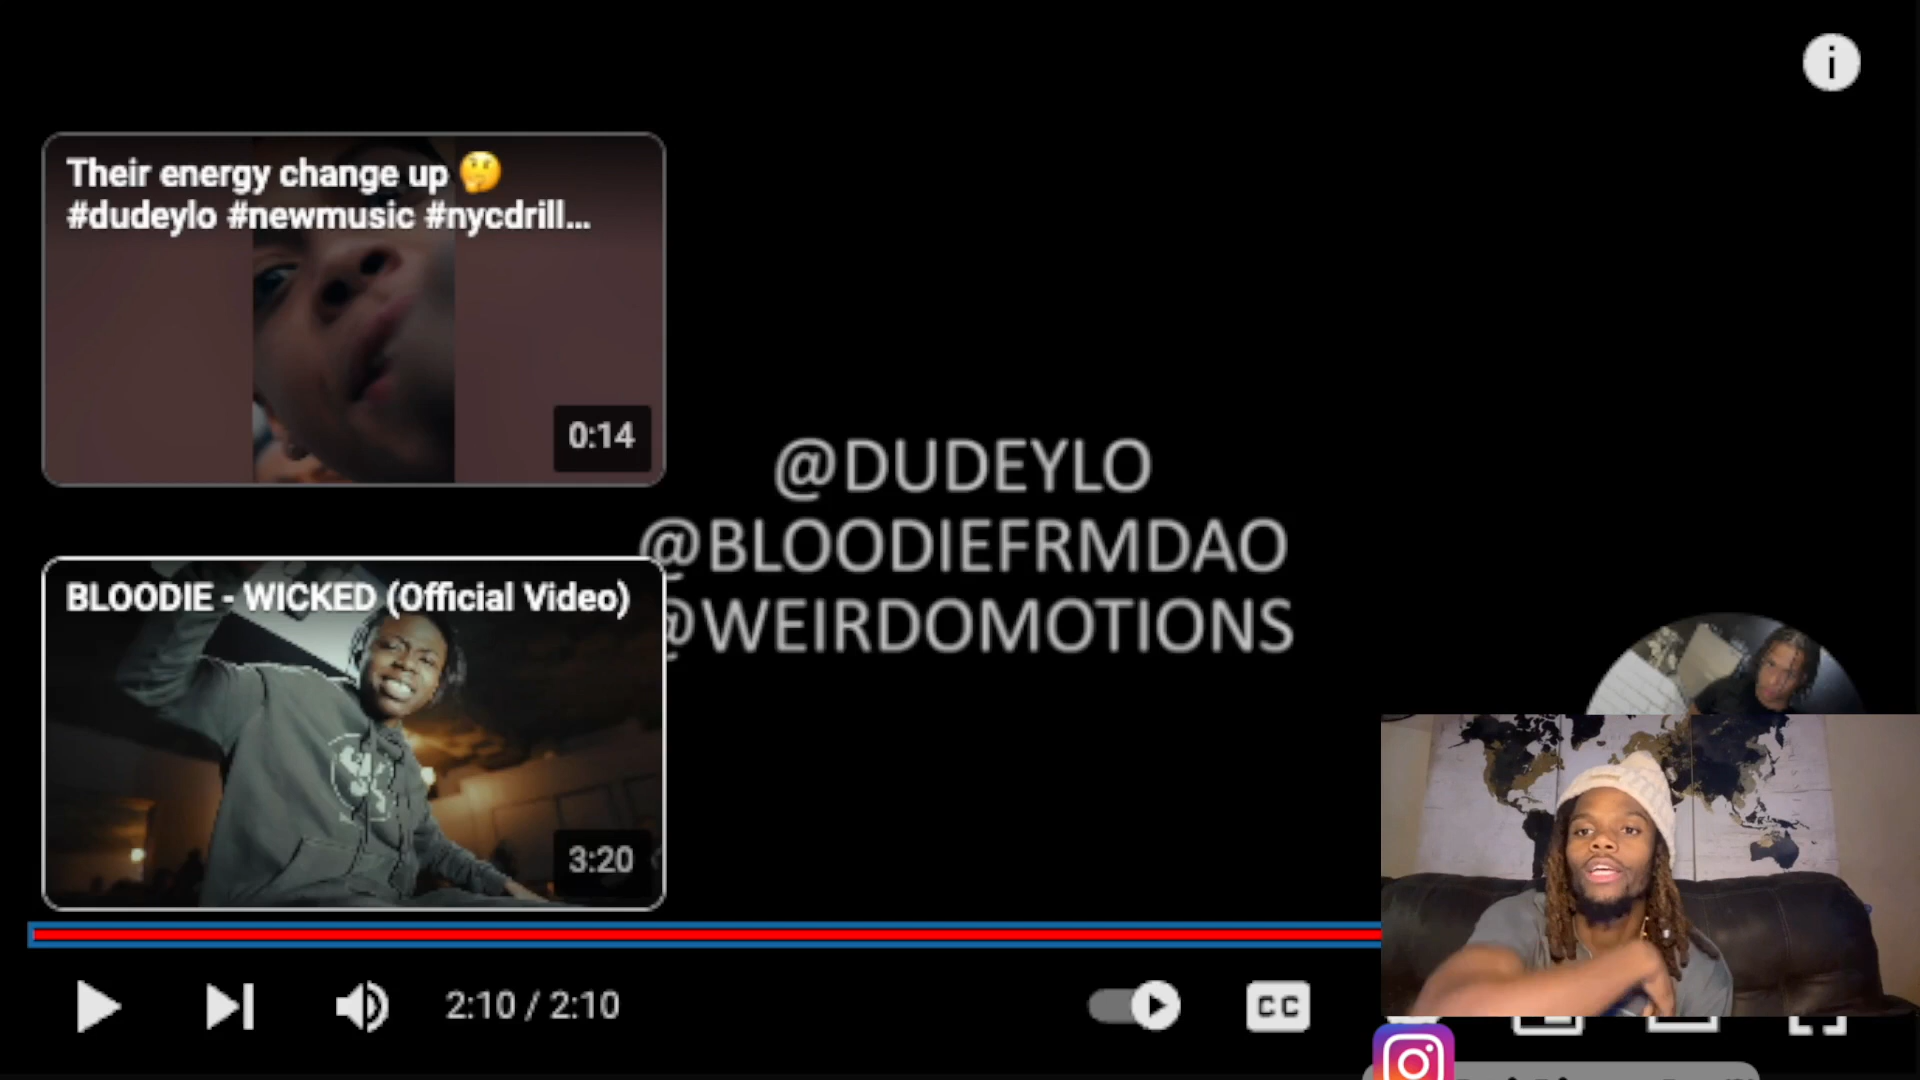 Their energy change up 🤔
#dudeylo #newmusic #nycdrill...
0:14
@DUDEYLO
@BLOODIEFRMDAO
@WEIRDOMOTIONS
BLOODIE - WICKED (Official Video)
3:20
2:10 / 2:10
CC